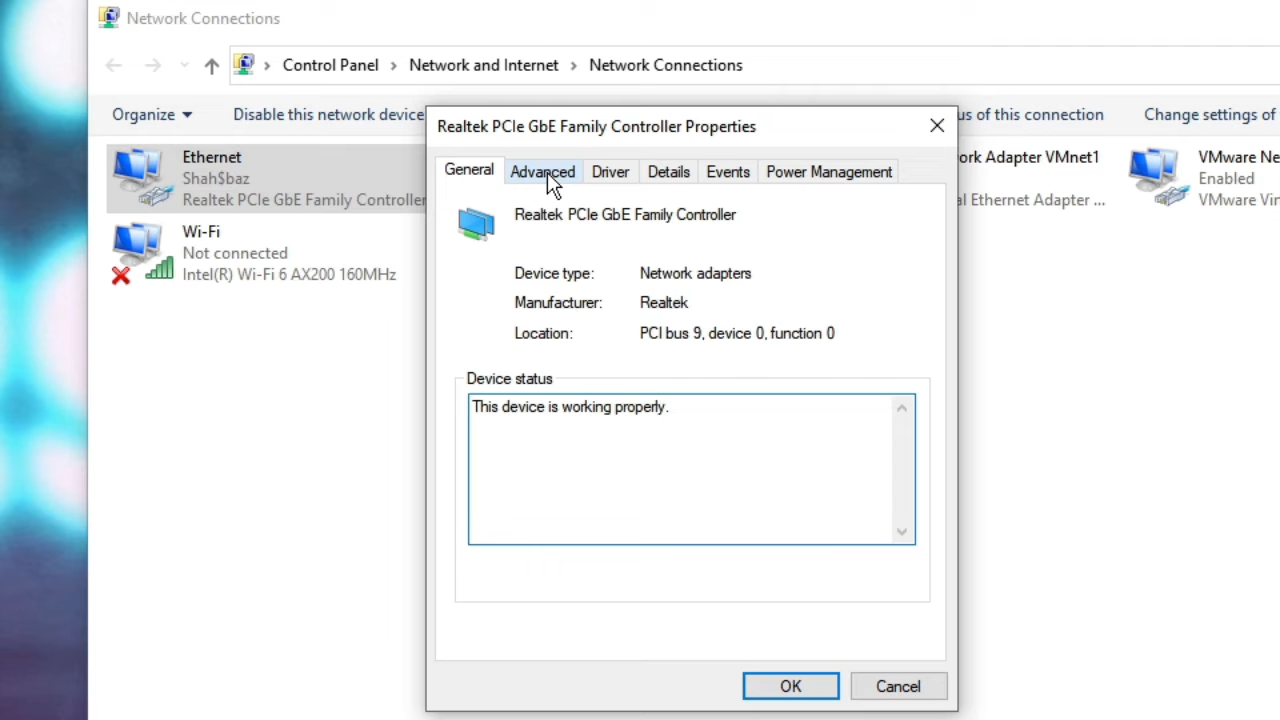 Network Connections
Control Panel > Network and Internet > Network Connections
Organize Disable this network device us of this connection Change settings of
Ethernet
Shah$baz
Realtek PCIe GbE Family Controller
Wi-Fi
Not connected
Intel(R) Wi-Fi 6 AX200 160MHz
ork Adapter VMnet1
al Ethernet Adapter ...
VMware Ne
Enabled
VMware Vir
Realtek PCIe GbE Family Controller Properties
General Advanced Driver Details Events Power Management
Realtek PCIe GbE Family Controller
Device type: Network adapters
Manufacturer: Realtek
Location: PCI bus 9, device 0, function 0
Device status
This device is working properly.
OK Cancel